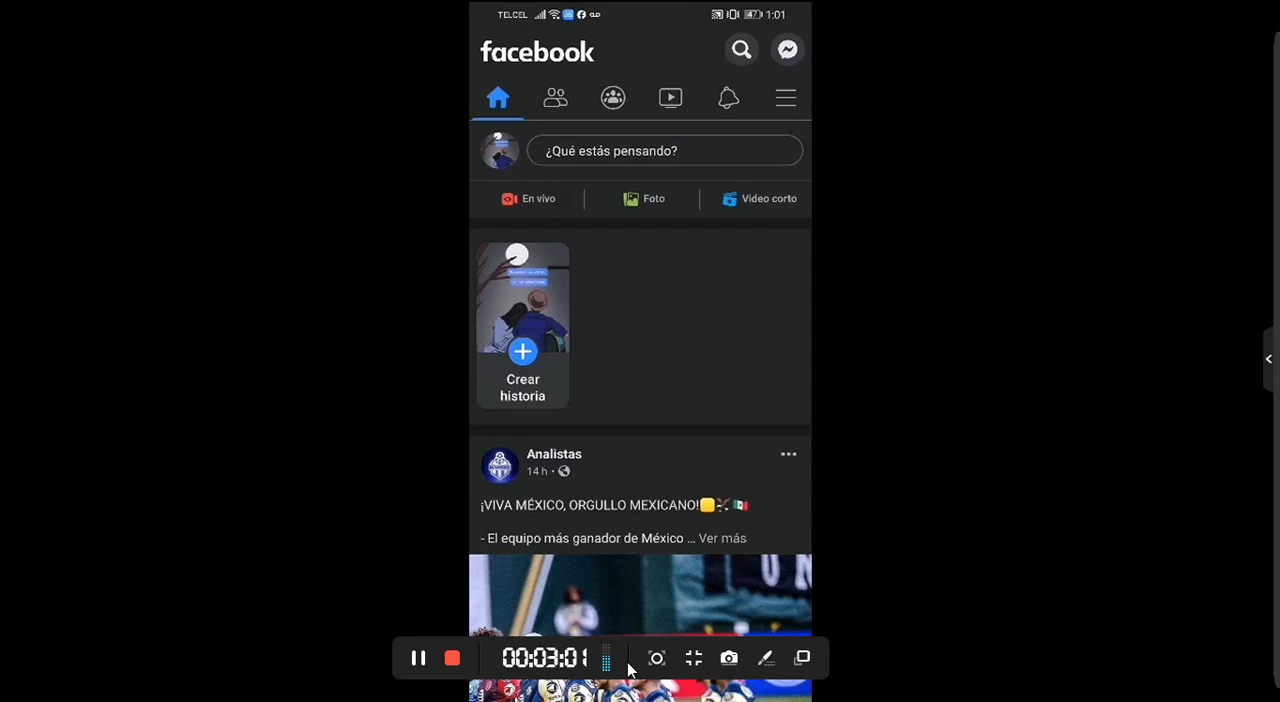 TELCEL 47 1:01
facebook
¿Qué estás pensando?
En vivo
Foto
Video corto
Crear
historia
Analistas
14 h
¡VIVA MÉXICO, ORGULLO MEXICANO!
- El equipo más ganador de México ... Ver más
00:03:01